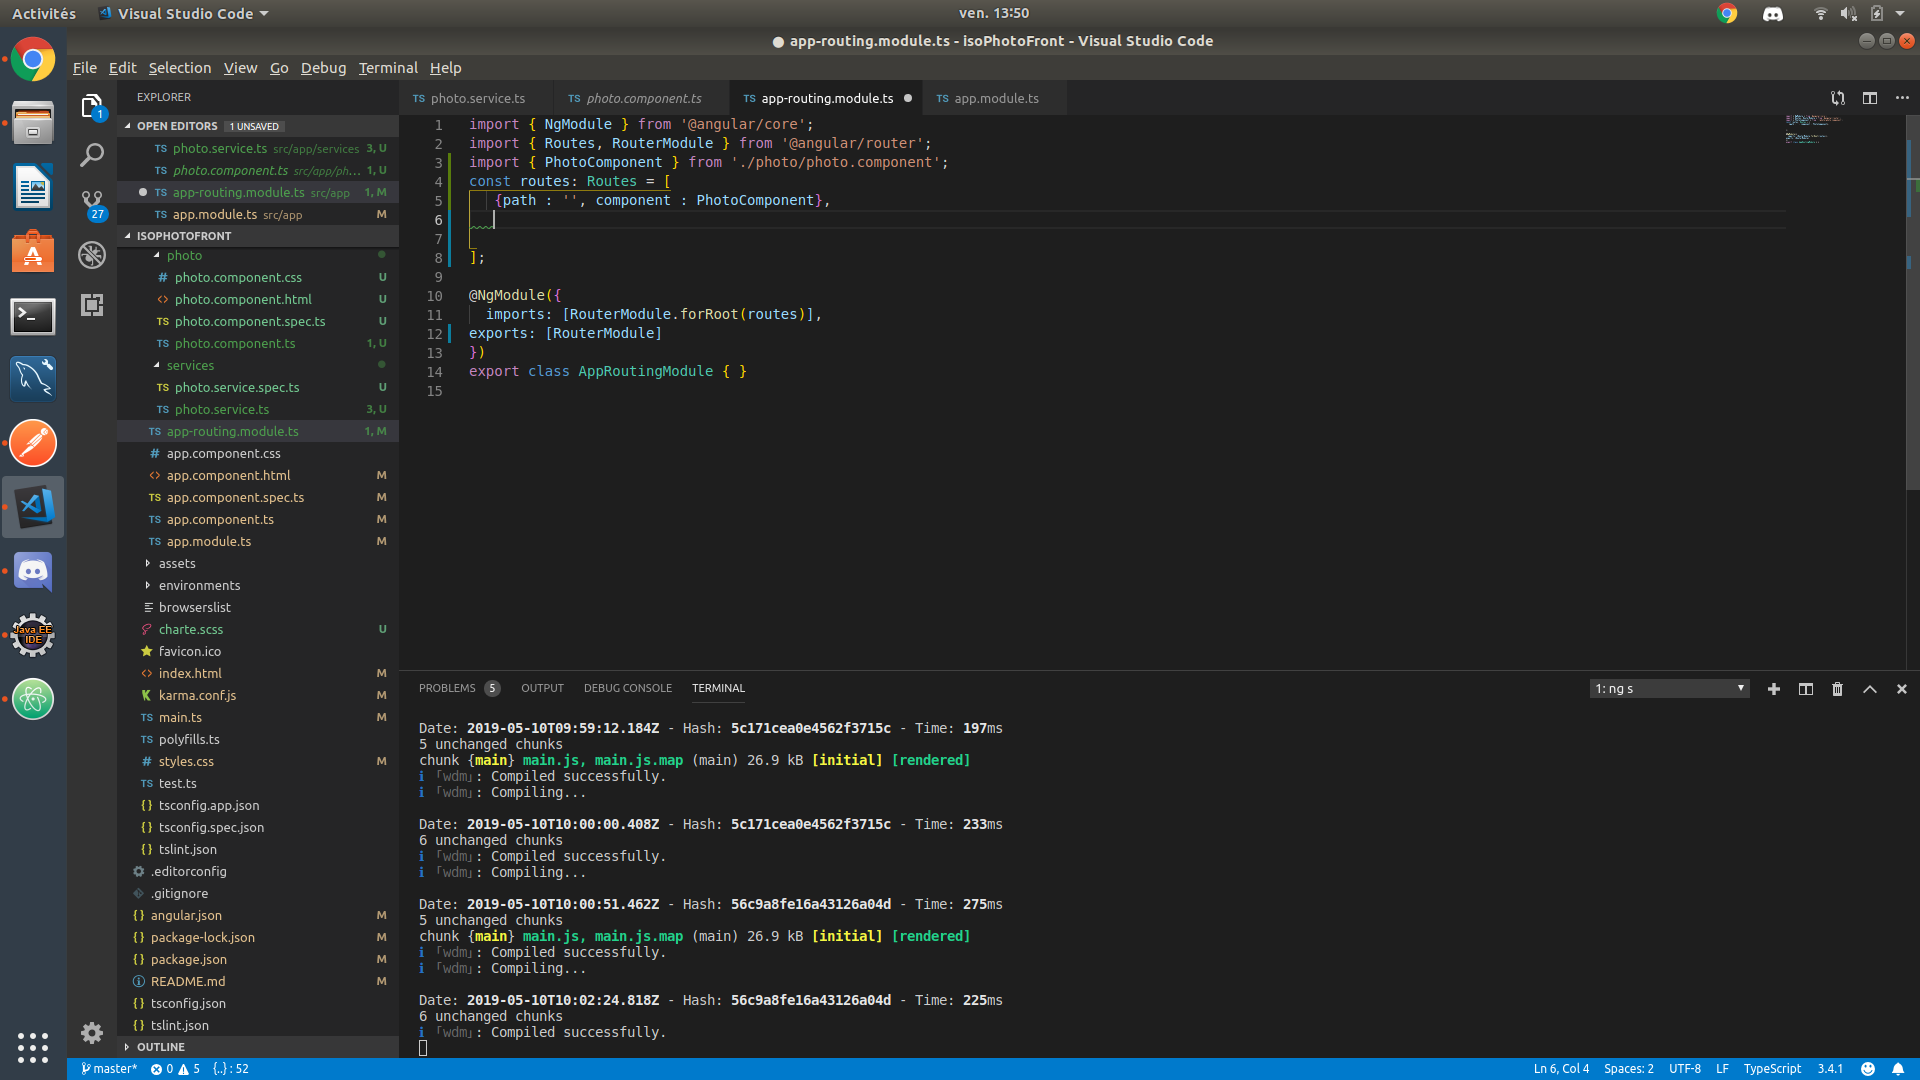 Activités
Visual Studio Code
ven. 13:50
● app-routing.module.ts - isoPhotoFront - Visual Studio Code
File Edit Selection View Go Debug Terminal Help
EXPLORER
OPEN EDITORS 1 UNSAVED
TS photo.service.ts src/app/services 3, U
TS photo.component.ts src/app/ph... 1, U
● TS app-routing.module.ts src/app 1, M
TS app.module.ts src/app M
ISOPHOTOFRONT
photo
# photo.component.css U
<> photo.component.html U
TS photo.component.spec.ts U
TS photo.component.ts 1, U
services
TS photo.service.spec.ts U
TS photo.service.ts 3, U
TS app-routing.module.ts 1, M
# app.component.css
<> app.component.html M
TS app.component.spec.ts M
TS app.component.ts M
TS app.module.ts M
assets
environments
browserslist
charte.scss U
favicon.ico
<> index.html M
karma.conf.js M
TS main.ts M
TS polyfills.ts
# styles.css M
TS test.ts
{} tsconfig.app.json
{} tsconfig.spec.json
{} tslint.json
.editorconfig
.gitignore
{} angular.json M
{} package-lock.json M
{} package.json M
README.md M
{} tsconfig.json
{} tslint.json
OUTLINE
1
27
Java EE
IDE
TS photo.service.ts
TS photo.component.ts
TS app-routing.module.ts ●
TS app.module.ts
1 import { NgModule } from '@angular/core';
2 import { Routes, RouterModule } from '@angular/router';
3 import { PhotoComponent } from './photo/photo.component';
4 const routes: Routes = [
5 {path : '', component : PhotoComponent},
6
7
8 ];
9
10 @NgModule({
11 imports: [RouterModule.forRoot(routes)],
12 exports: [RouterModule]
13 })
14 export class AppRoutingModule { }
15
PROBLEMS 5 OUTPUT DEBUG CONSOLE TERMINAL
1: ng s
Date: 2019-05-10T09:59:12.184Z - Hash: 5c171cea0e4562f3715c - Time: 197ms
5 unchanged chunks
chunk {main} main.js, main.js.map (main) 26.9 kB [initial] [rendered]
ℹ ｢wdm｣: Compiled successfully.
ℹ ｢wdm｣: Compiling...
Date: 2019-05-10T10:00:00.408Z - Hash: 5c171cea0e4562f3715c - Time: 233ms
6 unchanged chunks
ℹ ｢wdm｣: Compiled successfully.
ℹ ｢wdm｣: Compiling...
Date: 2019-05-10T10:00:51.462Z - Hash: 56c9a8fe16a43126a04d - Time: 275ms
5 unchanged chunks
chunk {main} main.js, main.js.map (main) 26.9 kB [initial] [rendered]
ℹ ｢wdm｣: Compiled successfully.
ℹ ｢wdm｣: Compiling...
Date: 2019-05-10T10:02:24.818Z - Hash: 56c9a8fe16a43126a04d - Time: 225ms
6 unchanged chunks
ℹ ｢wdm｣: Compiled successfully.
master* 0 5 {..} : 52
Ln 6, Col 4 Spaces: 2 UTF-8 LF TypeScript 3.4.1